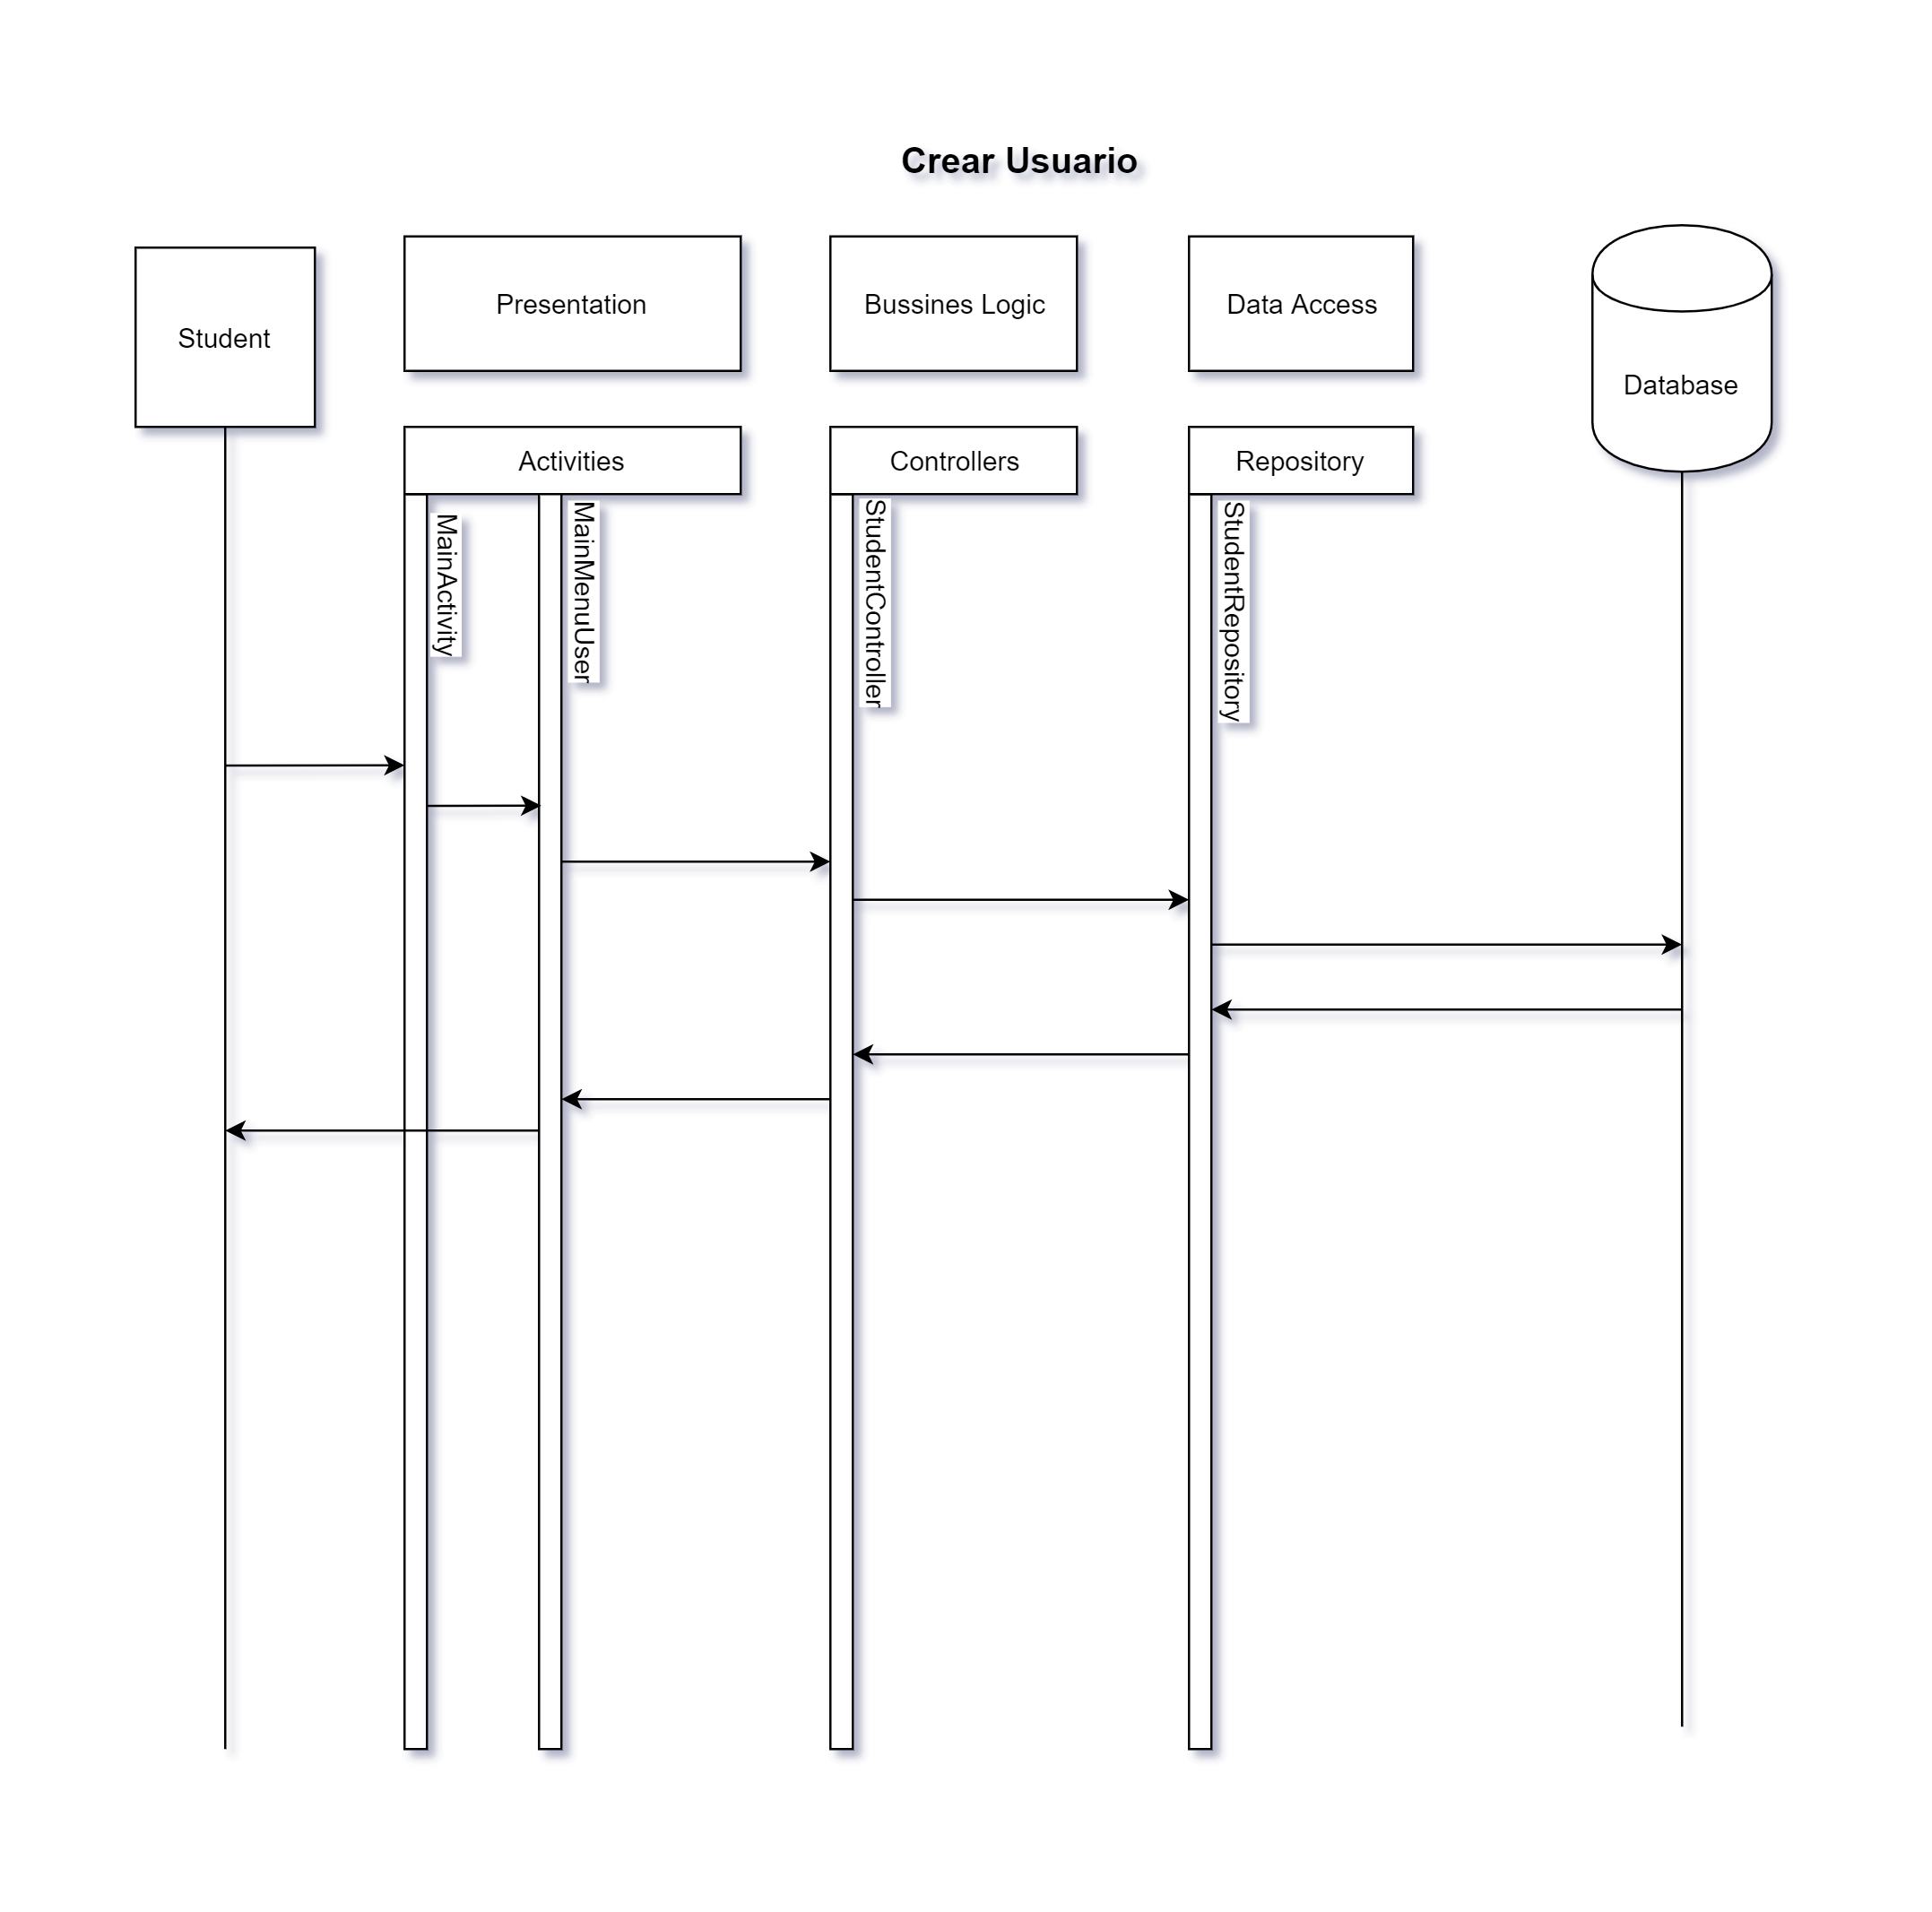 Crear Usuario
Student
Presentation
Bussines Logic
Data Access
Database
Activities
Controllers
Repository
MainActivity
MainMenuUser
StudentController
StudentRepository